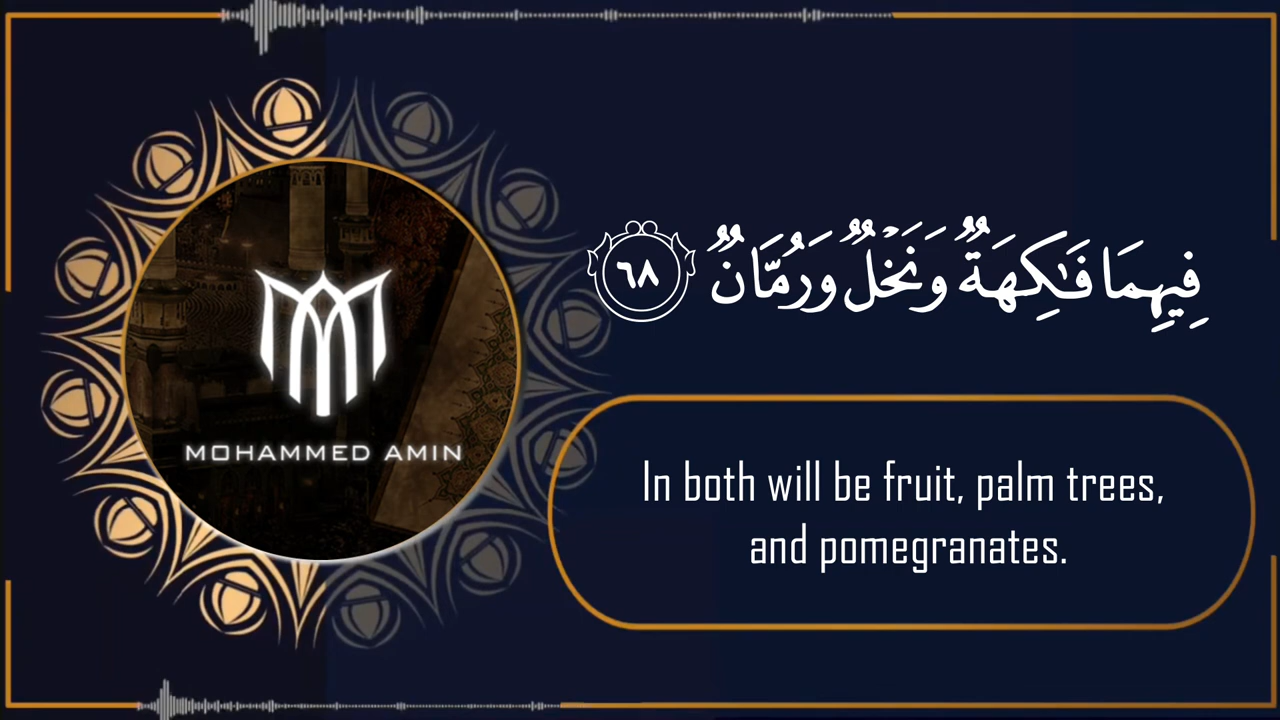 فِيهِمَا فَـٰكِهَةٌ وَنَخْلٌ وَرُمَّانٌ ٦٨
MOHAMMED AMIN
In both will be fruit, palm trees,
and pomegranates.